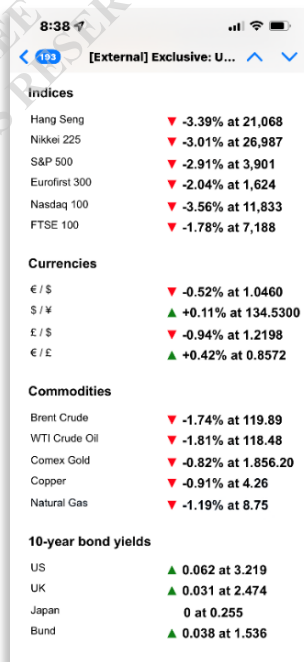 8:38
193 [External] Exclusive: U...
Indices
Hang Seng ▼ -3.39% at 21,068
Nikkei 225 ▼ -3.01% at 26,987
S&P 500 ▼ -2.91% at 3,901
Eurofirst 300 ▼ -2.04% at 1,624
Nasdaq 100 ▼ -3.56% at 11,833
FTSE 100 ▼ -1.78% at 7,188
Currencies
€ / $ ▼ -0.52% at 1.0460
$ / ¥ ▲ +0.11% at 134.5300
£ / $ ▼ -0.94% at 1.2198
€ / £ ▲ +0.42% at 0.8572
Commodities
Brent Crude ▼ -1.74% at 119.89
WTI Crude Oil ▼ -1.81% at 118.48
Comex Gold ▼ -0.82% at 1.856.20
Copper ▼ -0.91% at 4.26
Natural Gas ▼ -1.19% at 8.75
10-year bond yields
US ▲ 0.062 at 3.219
UK ▲ 0.031 at 2.474
Japan 0 at 0.255
Bund ▲ 0.038 at 1.536